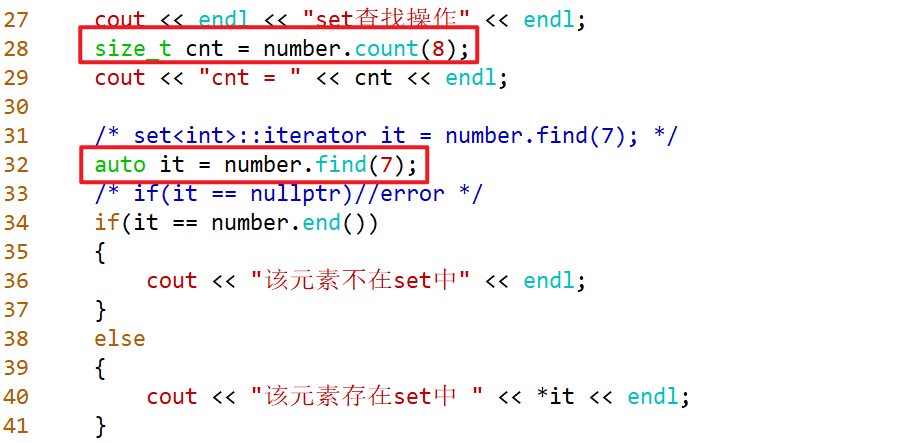 27 cout << endl << "set查找操作" << endl;
28 size_t cnt = number.count(8);
29 cout << "cnt = " << cnt << endl;
30
31 /* set<int>::iterator it = number.find(7); */
32 auto it = number.find(7);
33 /* if(it == nullptr)//error */
34 if(it == number.end())
35 {
36 cout << "该元素不在set中" << endl;
37 }
38 else
39 {
40 cout << "该元素存在set中 " << *it << endl;
41 }